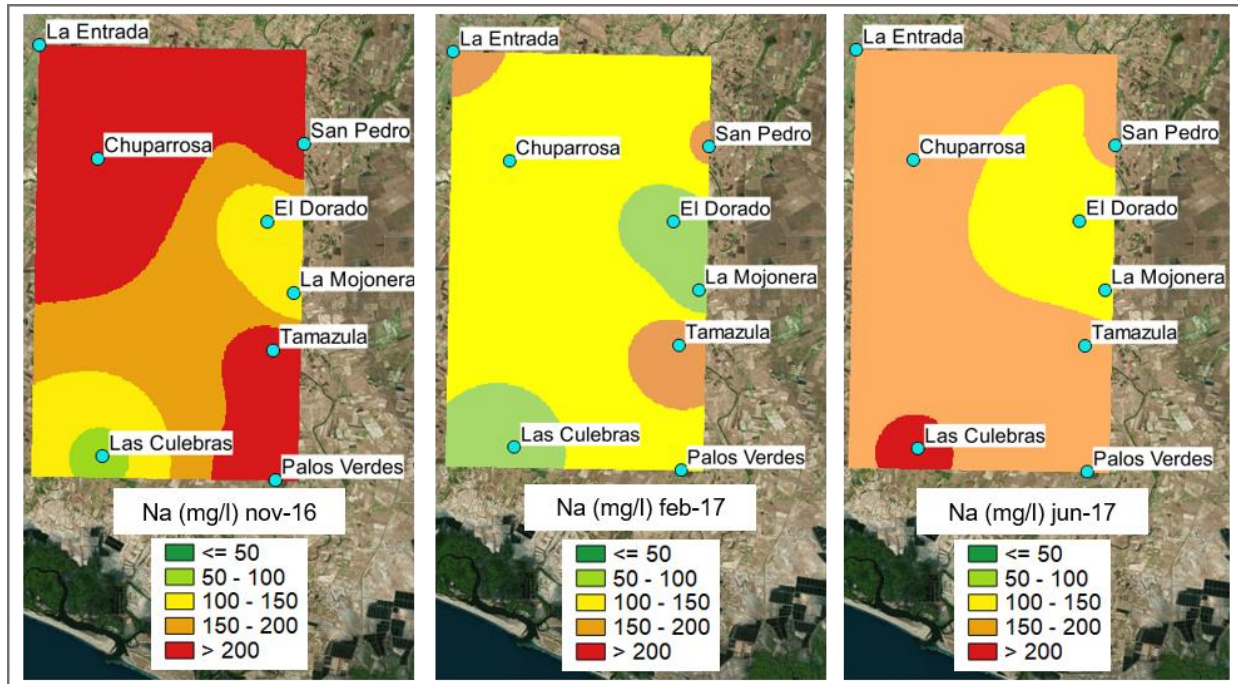 La Entrada
Chuparrosa
San Pedro
El Dorado
La Mojonera
Tamazula
Las Culebras
Palos Verdes
Na (mg/l) nov-16
<= 50
50 - 100
100 - 150
150 - 200
> 200
La Entrada
Chuparrosa
San Pedro
El Dorado
La Mojonera
Tamazula
Las Culebras
Palos Verdes
Na (mg/l) feb-17
<= 50
50 - 100
100 - 150
150 - 200
> 200
La Entrada
Chuparrosa
San Pedro
El Dorado
La Mojonera
Tamazula
Las Culebras
Palos Verdes
Na (mg/l) jun-17
<= 50
50 - 100
100 - 150
150 - 200
> 200